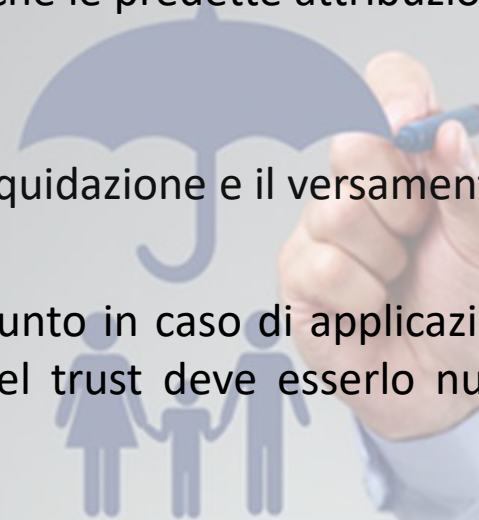 che le predette attribuzio
quidazione e il versament
unto in caso di applicazi
el trust deve esserlo nu